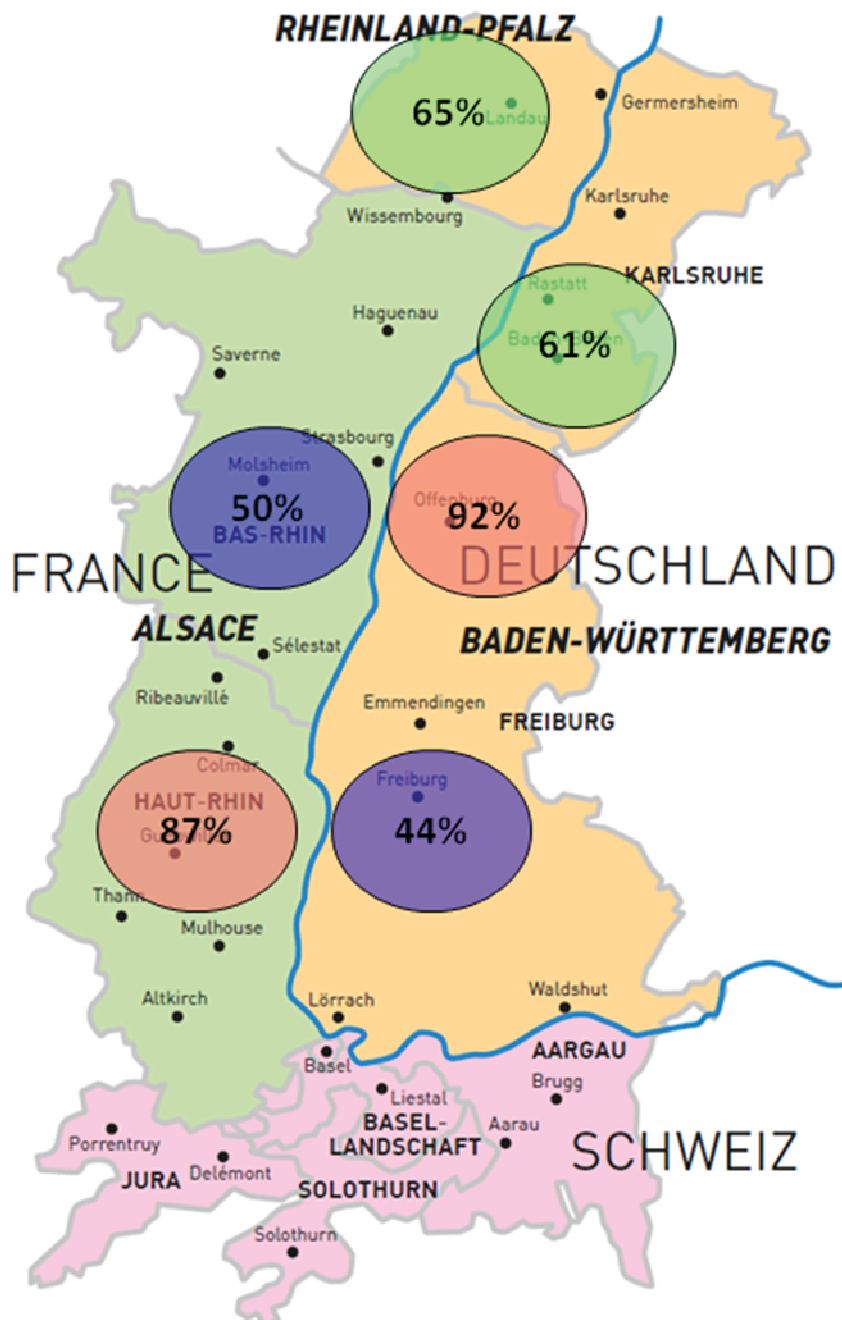 RHEINLAND-PFALZ
65%
Landau
Germersheim
Karlsruhe
Wissembourg
KARLSRUHE
Rastatt
Haguenau
61%
Saverne
Strasbourg
Molsheim
50%
BAS-RHIN
Offenburg
92%
FRANCE
DEUTSCHLAND
ALSACE
BADEN-WÜRTTEMBERG
Sélestat
Ribeauvillé
Emmendingen
FREIBURG
Colmar
Freiburg
HAUT-RHIN
87%
44%
Thann
Mulhouse
Altkirch
Lörrach
Waldshut
Basel
AARGAU
Brugg
Liestal
BASEL-
LANDSCHAFT
Aarau
Porrentruy
SCHWEIZ
JURA
Delémont
SOLOTHURN
Solothurn